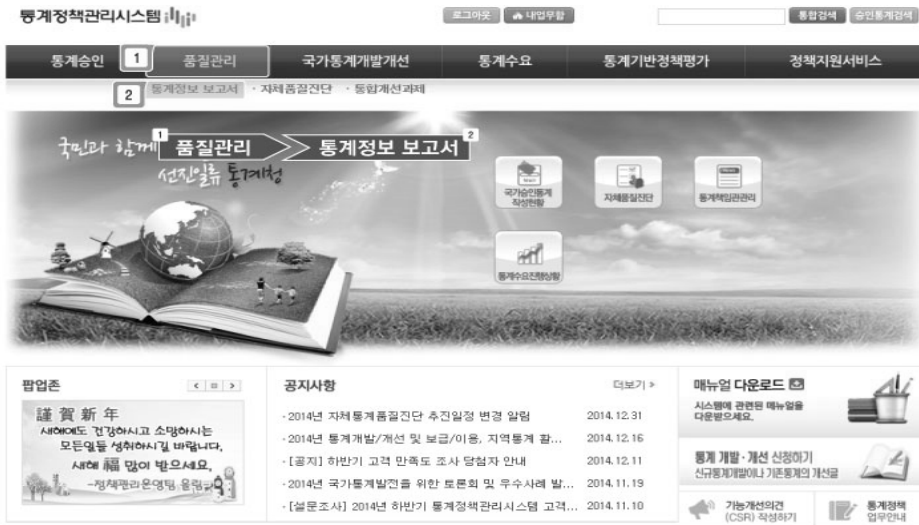 통계정책관리시스템
로그아웃 내업무함 통합검색 승인통계검색
통계승인 1 품질관리 국가통계개발개선 통계수요 통계기반정책평가 정책지원서비스
2 통계정보 보고서 · 자체품질진단 · 통합개선과제
국민과 함께
1 품질관리 통계정보 보고서 2
선진일류 통계청
국가승인통계
작성현황
자체품질진단
통계책임관관리
통계수요진행상황
팝업존
謹賀新年
새해에도 건강하시고 소망하시는
모든일들 성취하시길 바랍니다.
새해 福 많이 받으세요.
-정책관리운영팀 올림-
공지사항 더보기
· 2014년 자체통계품질진단 추진일정 변경 알림 2014.12.31
· 2014년 통계개발/개선 및 보급/이용, 지역통계 활... 2014.12.16
· [공지] 하반기 고객 만족도 조사 당첨자 안내 2014.12.11
· 2014년 국가통계발전을 위한 토론회 및 우수사례 발... 2014.11.19
· [설문조사] 2014년 하반기 통계정책관리시스템 고객... 2014.11.10
매뉴얼 다운로드
시스템에 관련된 매뉴얼을
다운받으세요.
통계 개발 · 개선 신청하기
신규통계개발이나 기존통계의 개선을
기능개선의견
(CSR) 작성하기
통계정책
업무안내